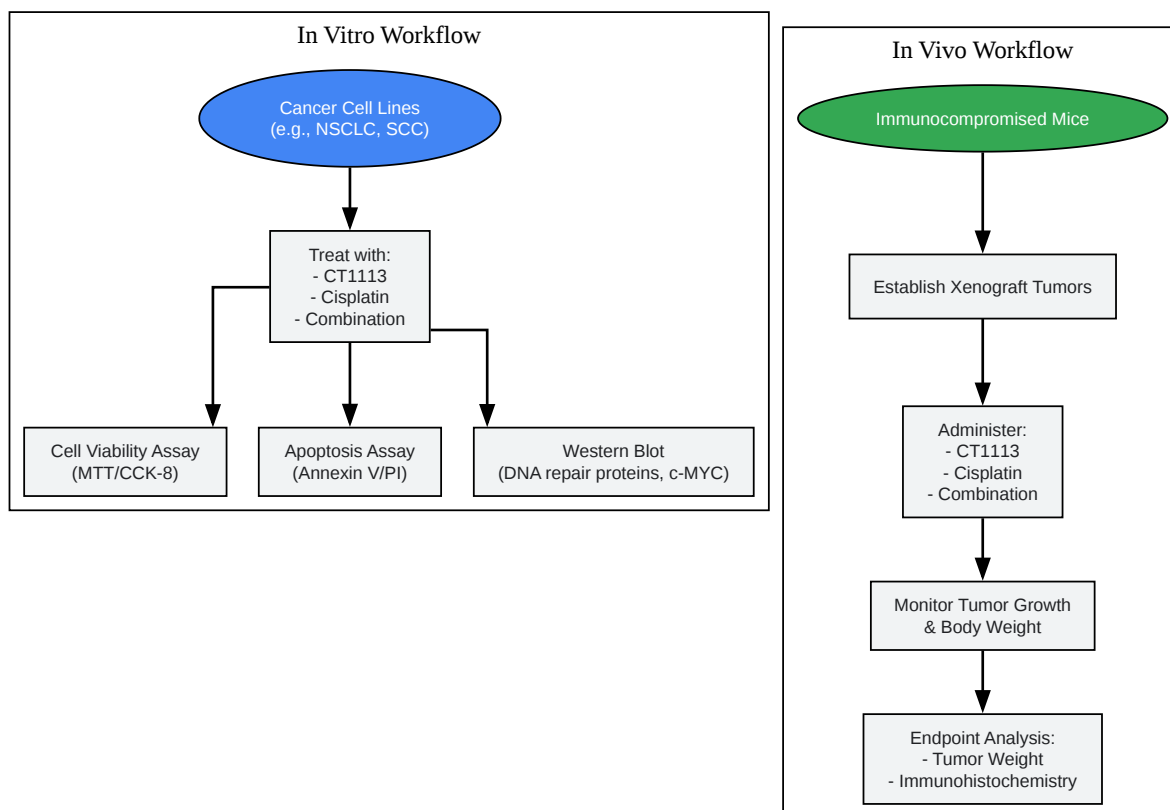 In Vitro Workflow
Cancer Cell Lines
(e.g., NSCLC, SCC)
Treat with:
- CT1113
- Cisplatin
- Combination
Cell Viability Assay
(MTT/CCK-8)
Apoptosis Assay
(Annexin V/PI)
Western Blot
(DNA repair proteins, c-MYC)
In Vivo Workflow
Immunocompromised Mice
Establish Xenograft Tumors
Administer:
- CT1113
- Cisplatin
- Combination
Monitor Tumor Growth
& Body Weight
Endpoint Analysis:
- Tumor Weight
- Immunohistochemistry